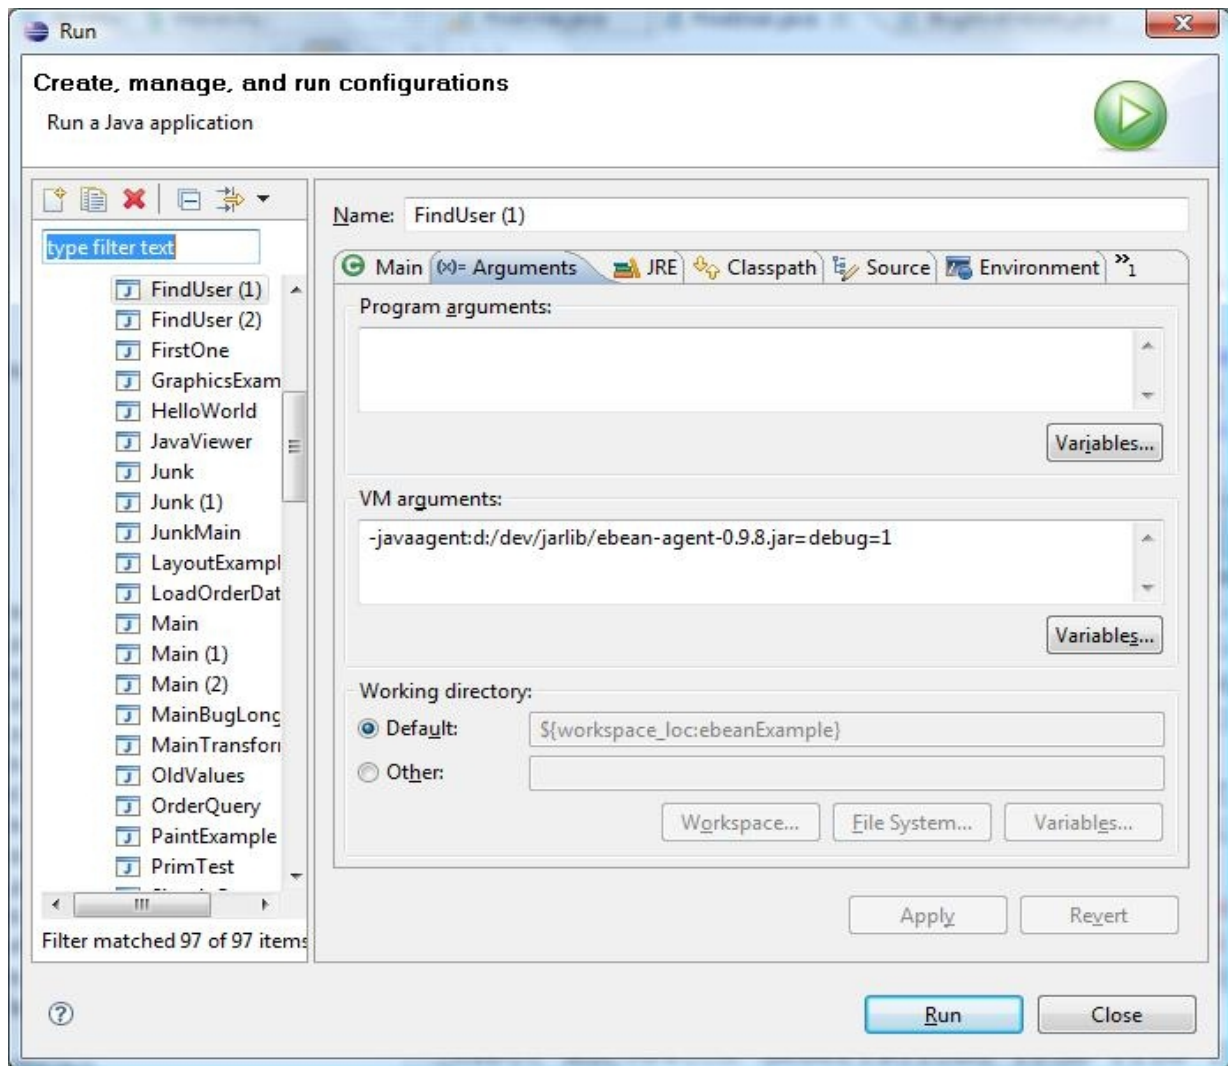 Run
Create, manage, and run configurations
Run a Java application
type filter text
FindUser (1)
FindUser (2)
FirstOne
GraphicsExam
HelloWorld
JavaViewer
Junk
Junk (1)
JunkMain
LayoutExampl
LoadOrderDat
Main
Main (1)
Main (2)
MainBugLong
MainTransfor
OldValues
OrderQuery
PaintExample
PrimTest
Filter matched 97 of 97 items
Name: FindUser (1)
Main (x)= Arguments JRE Classpath Source Environment »1
Program arguments:
Variables...
VM arguments:
-javaagent:d:/dev/jarlib/ebean-agent-0.9.8.jar=debug=1
Variables...
Working directory:
Default: ${workspace_loc:ebeanExample}
Other:
Workspace... File System... Variables...
Apply Revert
Run Close